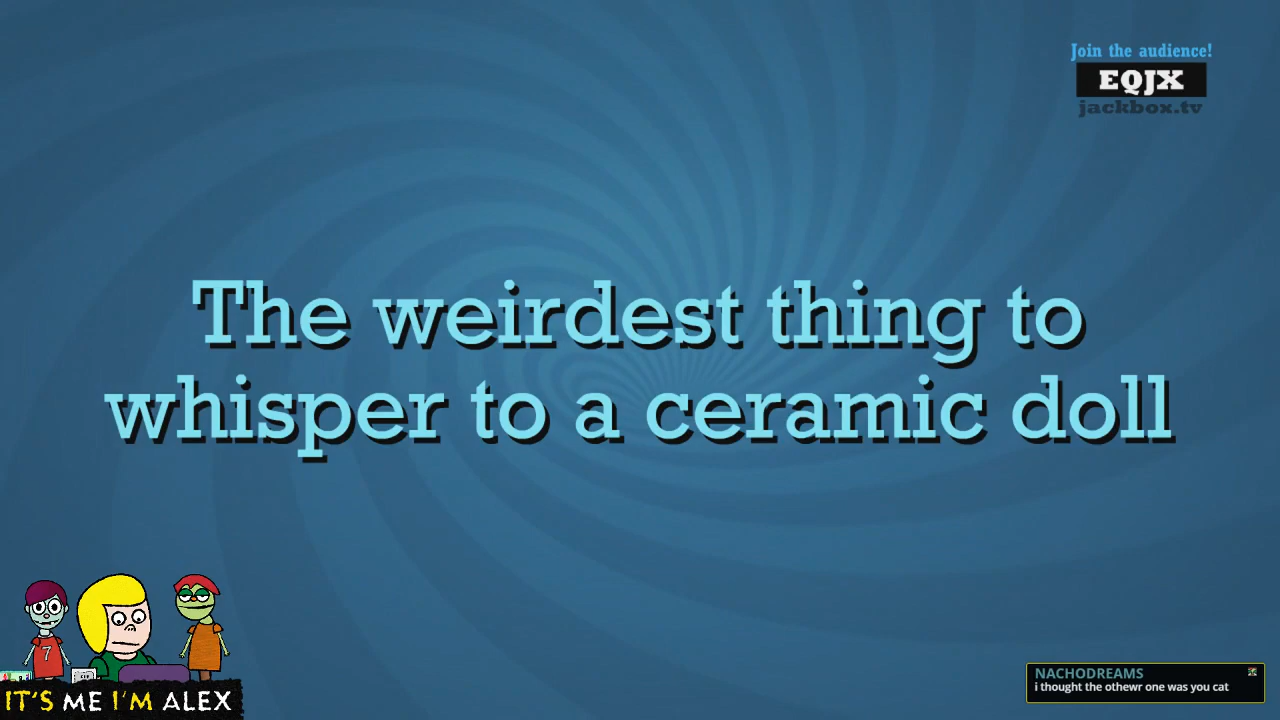 Join the audience!
EQJX
jackbox.tv
The weirdest thing to
whisper to a ceramic doll
7
IT'S ME I'M ALEX
NACHODREAMS
i thought the othewr one was you cat